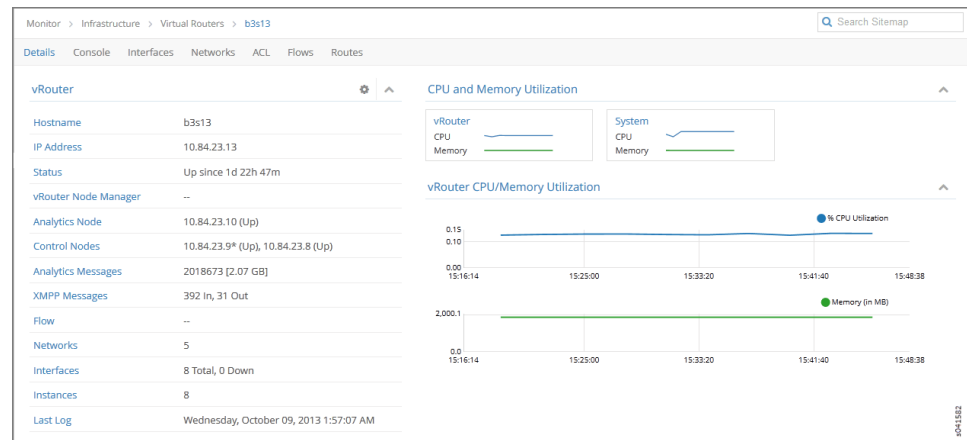 Monitor > Infrastructure > Virtual Routers > b3s13
Search Sitemap
Details Console Interfaces Networks ACL Flows Routes
vRouter
Hostname b3s13
IP Address 10.84.23.13
Status Up since 1d 22h 47m
vRouter Node Manager --
Analytics Node 10.84.23.10 (Up)
Control Nodes 10.84.23.9* (Up), 10.84.23.8 (Up)
Analytics Messages 2018673 [2.07 GB]
XMPP Messages 392 In, 31 Out
Flow --
Networks 5
Interfaces 8 Total, 0 Down
Instances 8
Last Log Wednesday, October 09, 2013 1:57:07 AM
CPU and Memory Utilization
vRouter
CPU
Memory
System
CPU
Memory
vRouter CPU/Memory Utilization
% CPU Utilization
0.15
0.10
0.00
15:16:14 15:25:00 15:33:20 15:41:40 15:48:38
Memory (in MB)
2,000.1
0.0
15:16:14 15:25:00 15:33:20 15:41:40 15:48:38
s041582